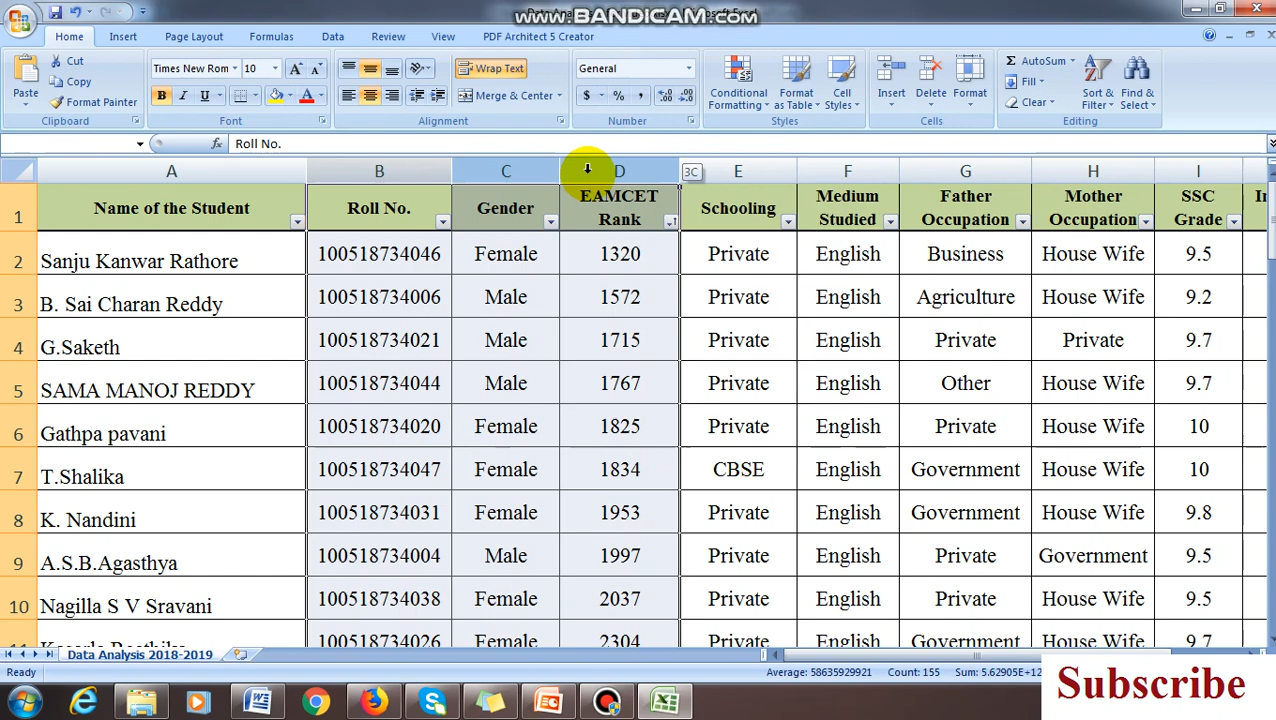 www.BANDICAM.com
Home Insert Page Layout Formulas Data Review View PDF Architect 5 Creator
Cut
Copy
Format Painter
Paste
Clipboard
Times New Rom 10
B I U
Font
Wrap Text
Merge & Center
Alignment
General
$ % ,
Number
Conditional Formatting
Format as Table
Cell Styles
Styles
Insert Delete Format
Cells
AutoSum
Fill
Clear
Sort & Filter
Find & Select
Editing
fx Roll No.
A B C D 3C E F G H I
1 Name of the Student Roll No. Gender EAMCET Rank Schooling Medium Studied Father Occupation Mother Occupation SSC Grade
2 Sanju Kanwar Rathore 100518734046 Female 1320 Private English Business House Wife 9.5
3 B. Sai Charan Reddy 100518734006 Male 1572 Private English Agriculture House Wife 9.2
4 G.Saketh 100518734021 Male 1715 Private English Private Private 9.7
5 SAMA MANOJ REDDY 100518734044 Male 1767 Private English Other House Wife 9.7
6 Gathpa pavani 100518734020 Female 1825 Private English Private House Wife 10
7 T.Shalika 100518734047 Female 1834 CBSE English Government House Wife 10
8 K. Nandini 100518734031 Female 1953 Private English Government House Wife 9.8
9 A.S.B.Agasthya 100518734004 Male 1997 Private English Private Government 9.5
10 Nagilla S V Sravani 100518734038 Female 2037 Private English Private House Wife 9.5
100518734026 Female 2304 Private English Government House Wife 9.7
Data Analysis 2018-2019
Ready Average: 58635929921 Count: 155 Sum: 5.62905E+12
Subscribe